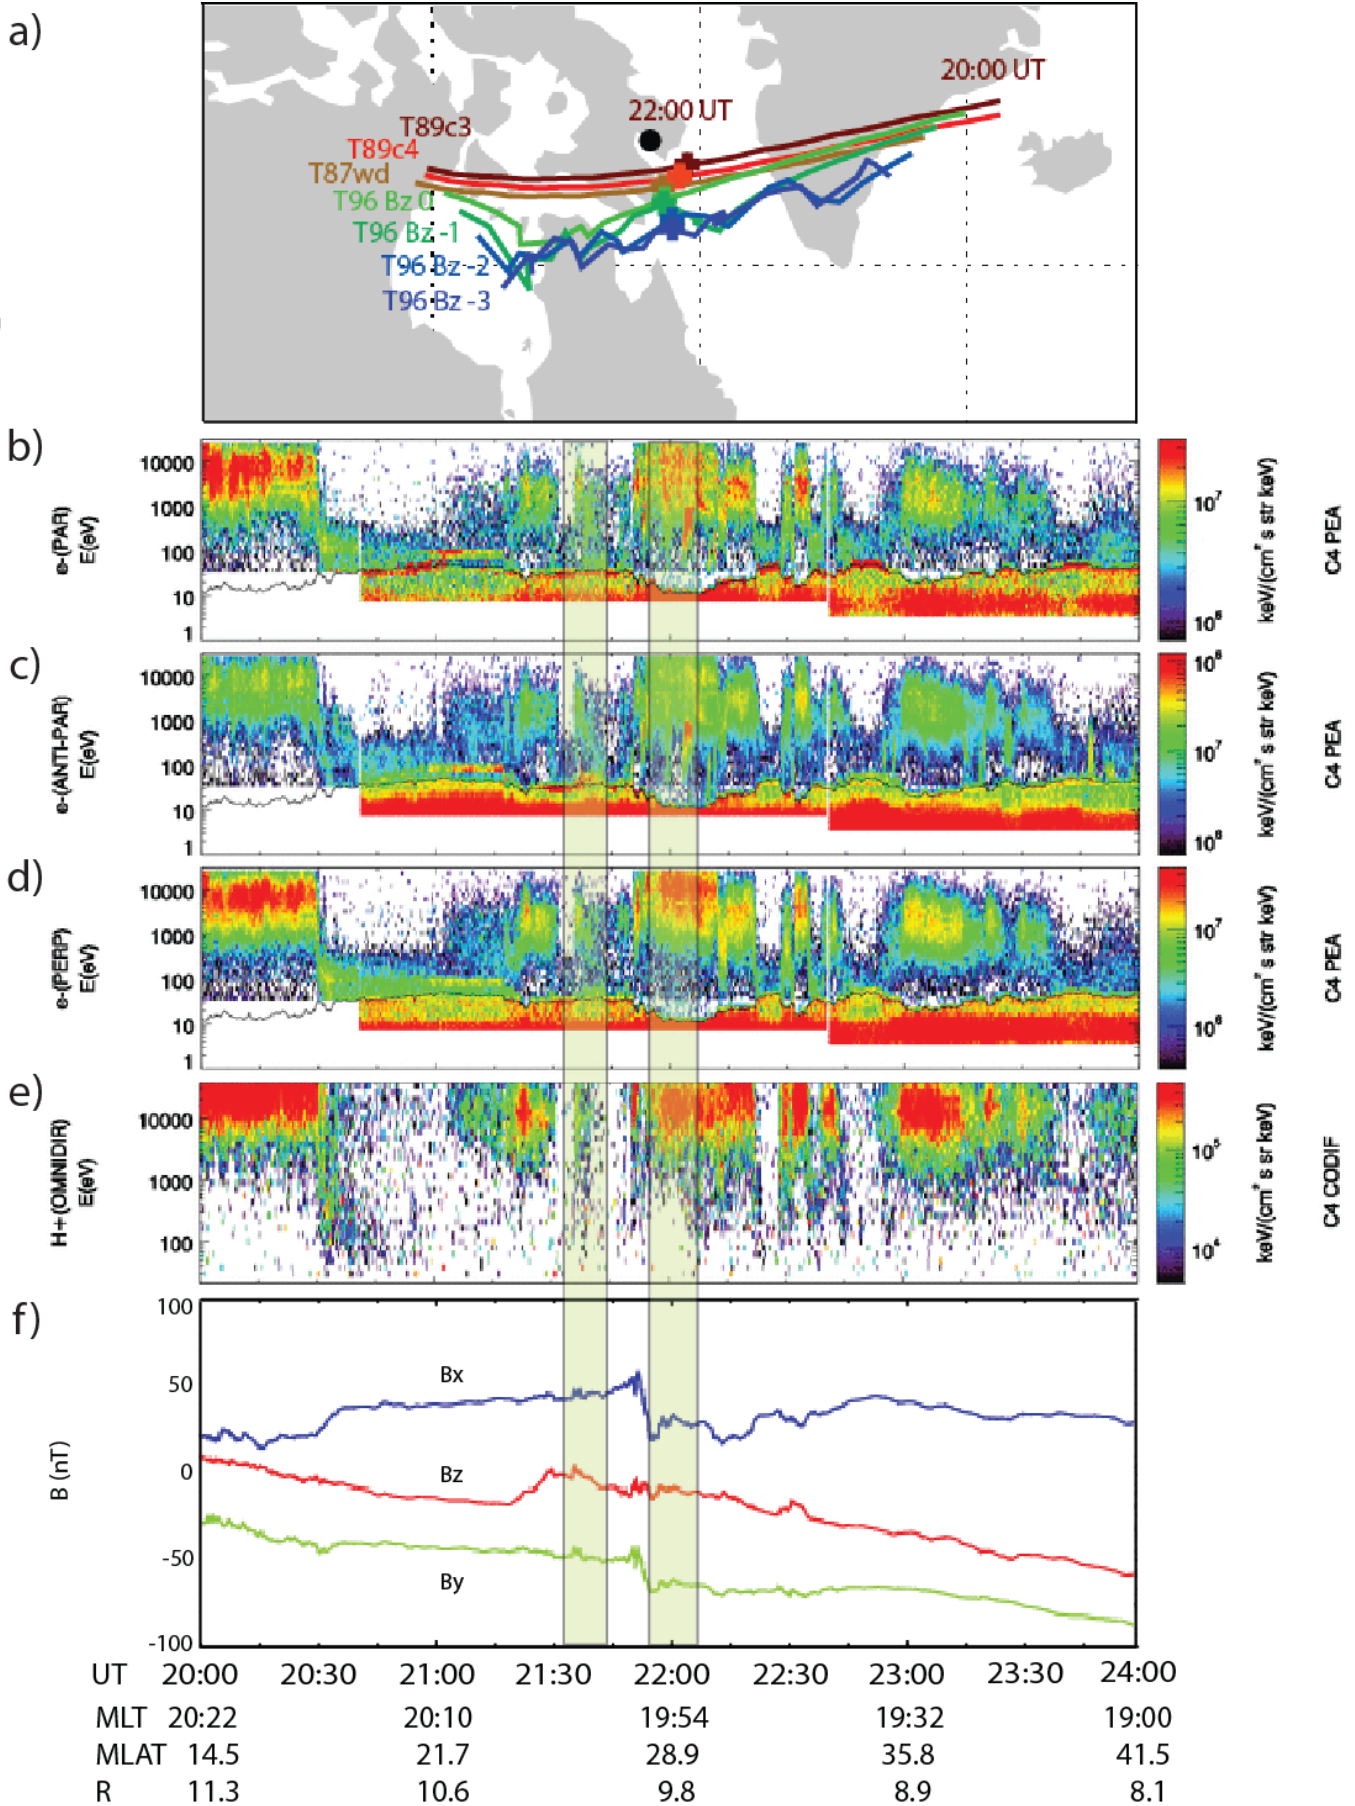 a)
20:00 UT
22:00 UT
T89c3
T89c4
T87wd
T96 Bz 0
T96 Bz -1
T96 Bz -2
T96 Bz -3
b)
e-(PAR)
E(eV)
10000
1000
100
10
1
10⁷
10⁶
keV/(cm² s str keV)
C4 PEA
c)
e-(ANTI-PAR)
E(eV)
10000
1000
100
10
1
10⁸
10⁷
10⁶
keV/(cm² s str keV)
C4 PEA
d)
e-(PERP)
E(eV)
10000
1000
100
10
1
10⁷
10⁶
keV/(cm² s str keV)
C4 PEA
e)
H+(OMNIDIR)
E(eV)
10000
1000
100
10⁵
10⁴
keV/(cm² s sr keV)
C4 CODIF
f)
B (nT)
100
50
0
-50
-100
Bx
Bz
By
UT 20:00 20:30 21:00 21:30 22:00 22:30 23:00 23:30 24:00
MLT 20:22 20:10 19:54 19:32 19:00
MLAT 14.5 21.7 28.9 35.8 41.5
R 11.3 10.6 9.8 8.9 8.1